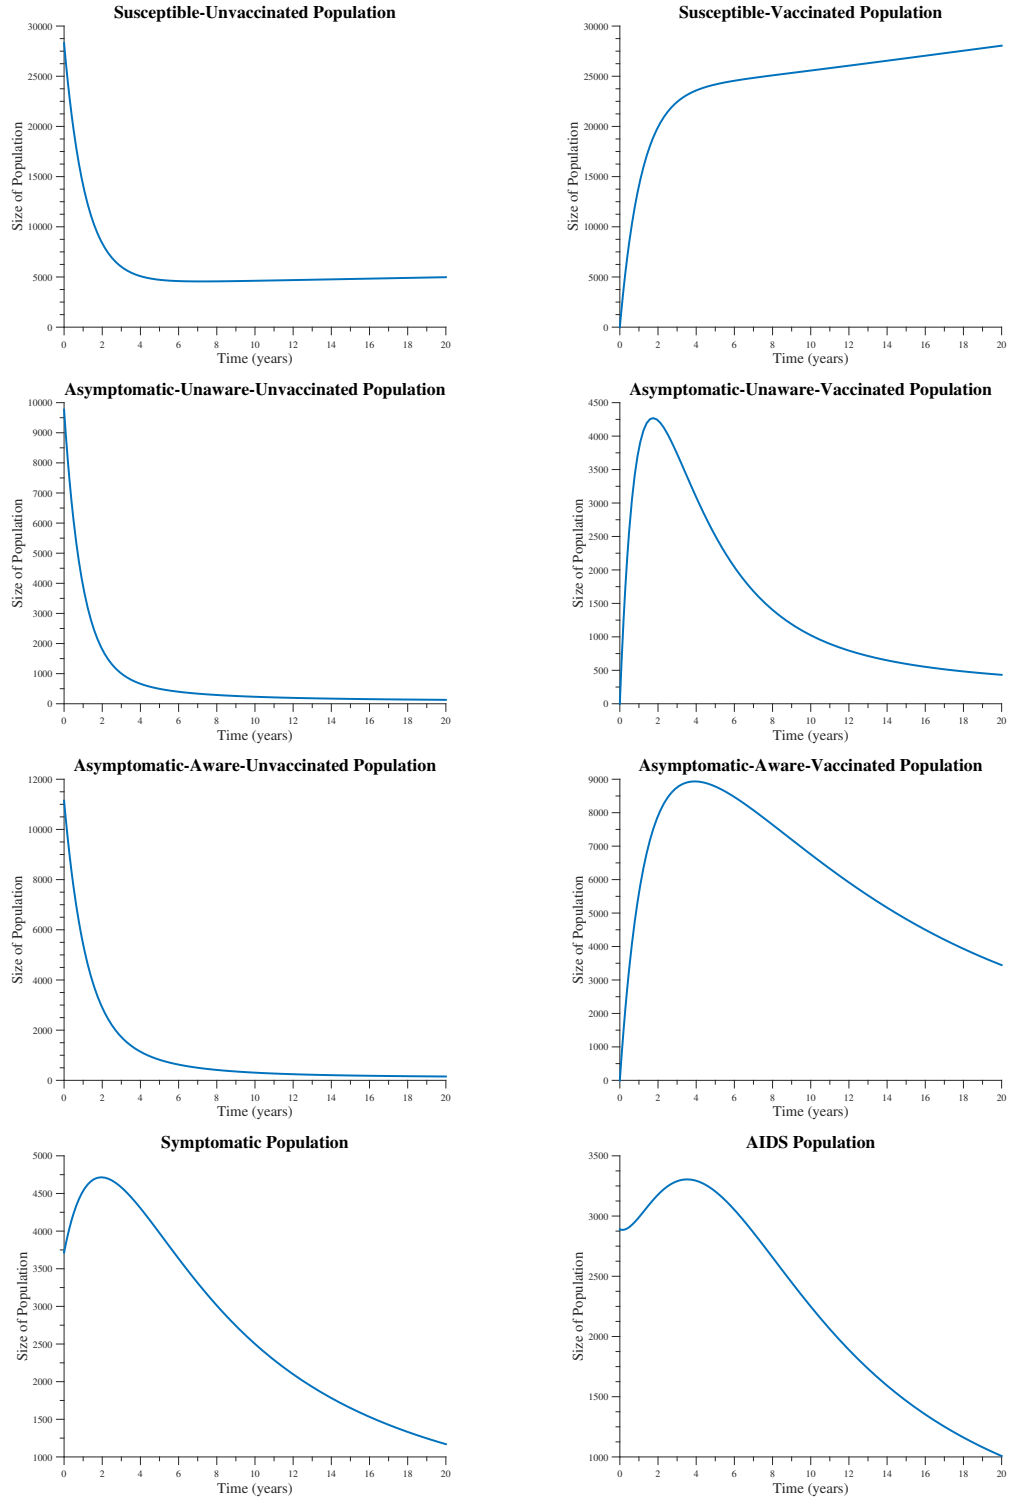 Susceptible-Unvaccinated Population
30000
25000
20000
15000
10000
5000
0
Size of Population
0 2 4 6 8 10 12 14 16 18 20
Time (years)
Susceptible-Vaccinated Population
30000
25000
20000
15000
10000
5000
0
Size of Population
0 2 4 6 8 10 12 14 16 18 20
Time (years)
Asymptomatic-Unaware-Unvaccinated Population
10000
9000
8000
7000
6000
5000
4000
3000
2000
1000
0
Size of Population
0 2 4 6 8 10 12 14 16 18 20
Time (years)
Asymptomatic-Unaware-Vaccinated Population
4500
4000
3500
3000
2500
2000
1500
1000
500
0
Size of Population
0 2 4 6 8 10 12 14 16 18 20
Time (years)
Asymptomatic-Aware-Unvaccinated Population
12000
10000
8000
6000
4000
2000
0
Size of Population
0 2 4 6 8 10 12 14 16 18 20
Time (years)
Asymptomatic-Aware-Vaccinated Population
9000
8000
7000
6000
5000
4000
3000
2000
1000
0
Size of Population
0 2 4 6 8 10 12 14 16 18 20
Time (years)
Symptomatic Population
5000
4500
4000
3500
3000
2500
2000
1500
1000
Size of Population
0 2 4 6 8 10 12 14 16 18 20
Time (years)
AIDS Population
3500
3000
2500
2000
1500
1000
Size of Population
0 2 4 6 8 10 12 14 16 18 20
Time (years)